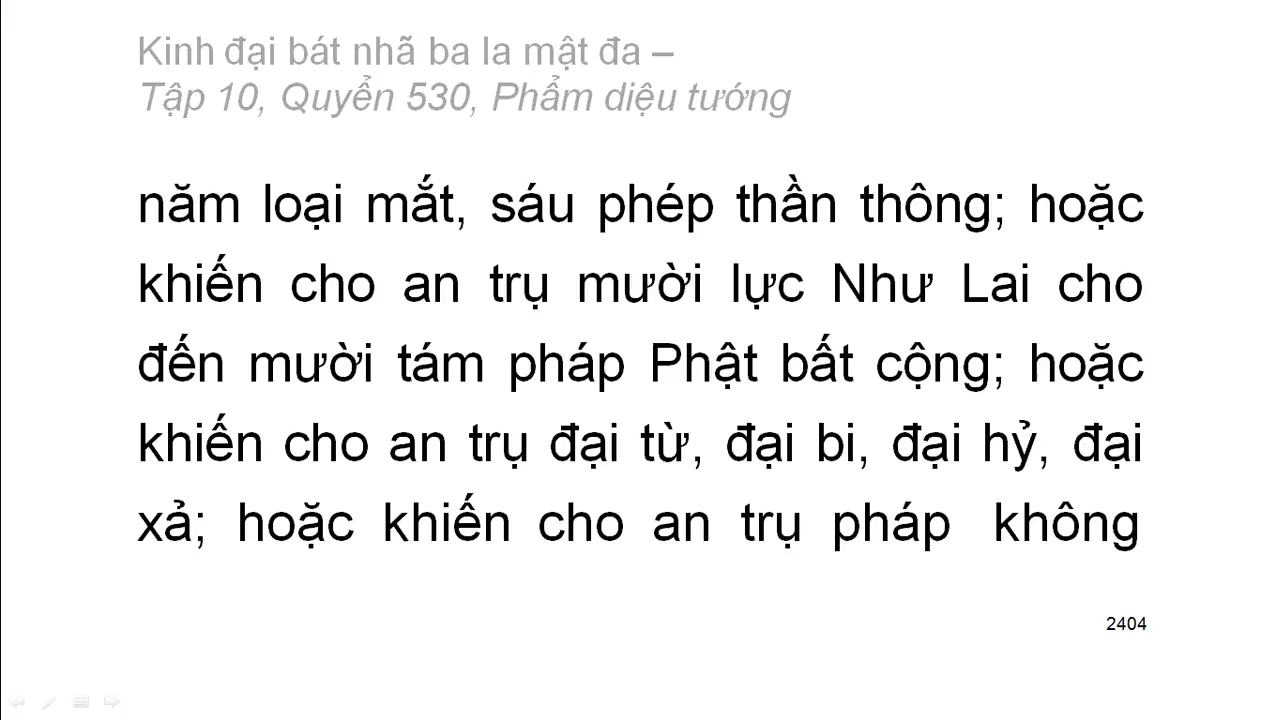 Kinh đại bát nhã ba la mật đa –
Tập 10, Quyển 530, Phẩm diệu tướng
năm loại mắt, sáu phép thần thông; hoặc
khiến cho an trụ mười lực Như Lai cho
đến mười tám pháp Phật bất cộng; hoặc
khiến cho an trụ đại từ, đại bi, đại hỷ, đại
xả; hoặc khiến cho an trụ pháp không
2404